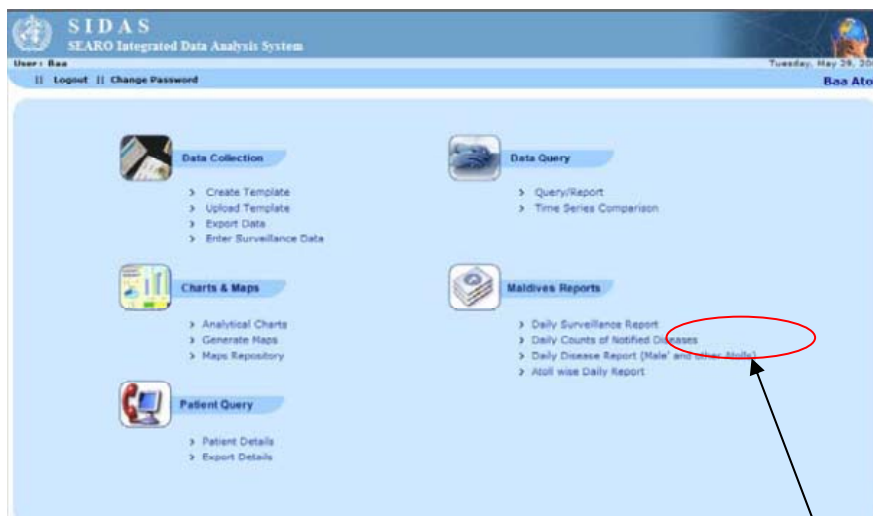 SIDAS
SEARO Integrated Data Analysis System
User: Baa
Tuesday, May 29, 20
|| Logout || Change Password
Baa Ato
Data Collection
> Create Template
> Upload Template
> Export Data
> Enter Surveillance Data
Data Query
> Query/Report
> Time Series Comparison
Charts & Maps
> Analytical Charts
> Generate Maps
> Maps Repository
Maldives Reports
> Daily Surveillance Report
> Daily Counts of Notified Diseases
> Daily Disease Report (Male' and other Atolls)
> Atoll wise Daily Report
Patient Query
> Patient Details
> Export Details